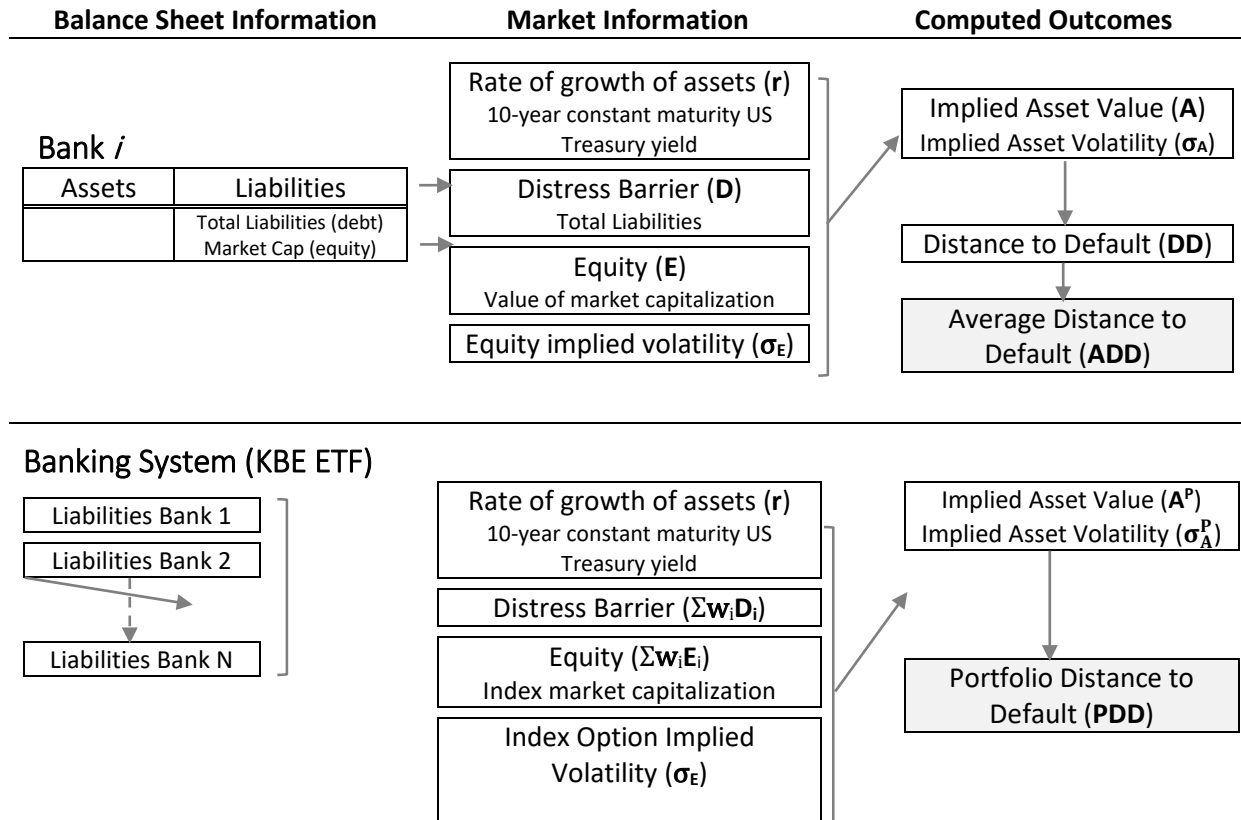 Balance Sheet Information Market Information Computed Outcomes
Bank i
Assets Liabilities
Total Liabilities (debt)
Market Cap (equity)
Rate of growth of assets (r)
10-year constant maturity US
Treasury yield
Distress Barrier (D)
Total Liabilities
Equity (E)
Value of market capitalization
Equity implied volatility (σE)
Implied Asset Value (A)
Implied Asset Volatility (σA)
Distance to Default (DD)
Average Distance to
Default (ADD)
Banking System (KBE ETF)
Liabilities Bank 1
Liabilities Bank 2
Liabilities Bank N
Rate of growth of assets (r)
10-year constant maturity US
Treasury yield
Distress Barrier (ΣwiDi)
Equity (ΣwiEi)
Index market capitalization
Index Option Implied
Volatility (σE)
Implied Asset Value (Aᴾ)
Implied Asset Volatility (σAᴾ)
Portfolio Distance to
Default (PDD)